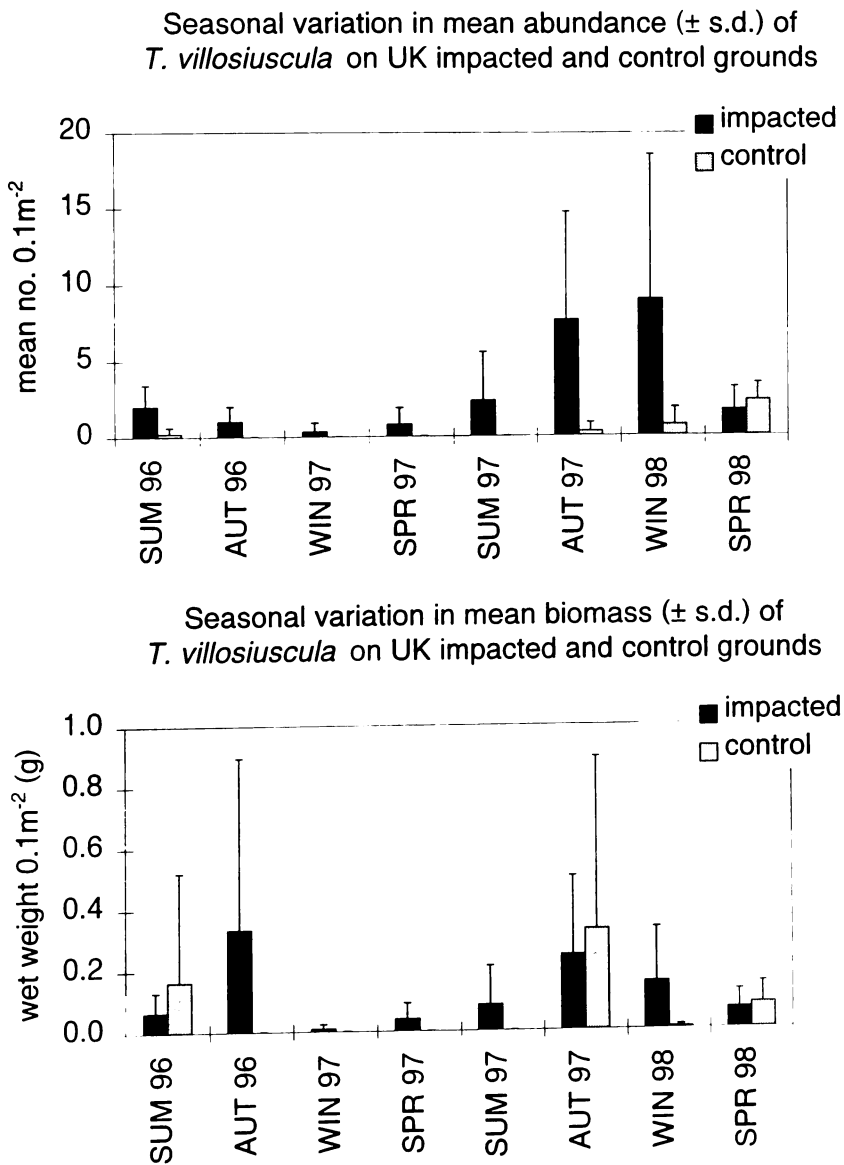 Seasonal variation in mean abundance (± s.d.) of
T. villosiuscula on UK impacted and control grounds
impacted
control
20
15
10
5
0
mean no. 0.1m⁻²
SUM 96
AUT 96
WIN 97
SPR 97
SUM 97
AUT 97
WIN 98
SPR 98
Seasonal variation in mean biomass (± s.d.) of
T. villosiuscula on UK impacted and control grounds
impacted
control
1.0
0.8
0.6
0.4
0.2
0.0
wet weight 0.1m⁻² (g)
SUM 96
AUT 96
WIN 97
SPR 97
SUM 97
AUT 97
WIN 98
SPR 98